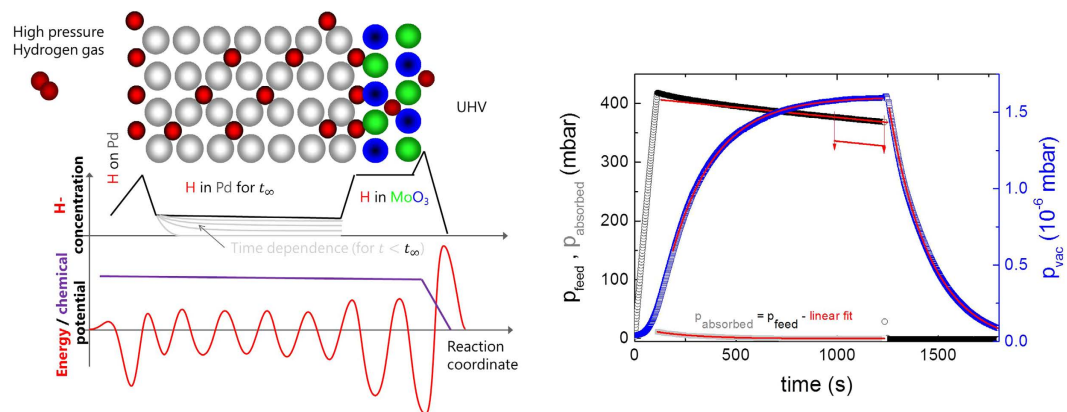 High pressure
Hydrogen gas
UHV
H on Pd
H in Pd for t∞
H in MoO3
H-
concentration
Time dependence (for t < t∞)
Energy / chemical
potential
Reaction
coordinate
pfeed , pabsorbed (mbar)
400
300
200
100
0
pabsorbed = pfeed - linear fit
0
500
1000
1500
time (s)
1.5
1.0
0.5
0.0
pvac (10-6 mbar)